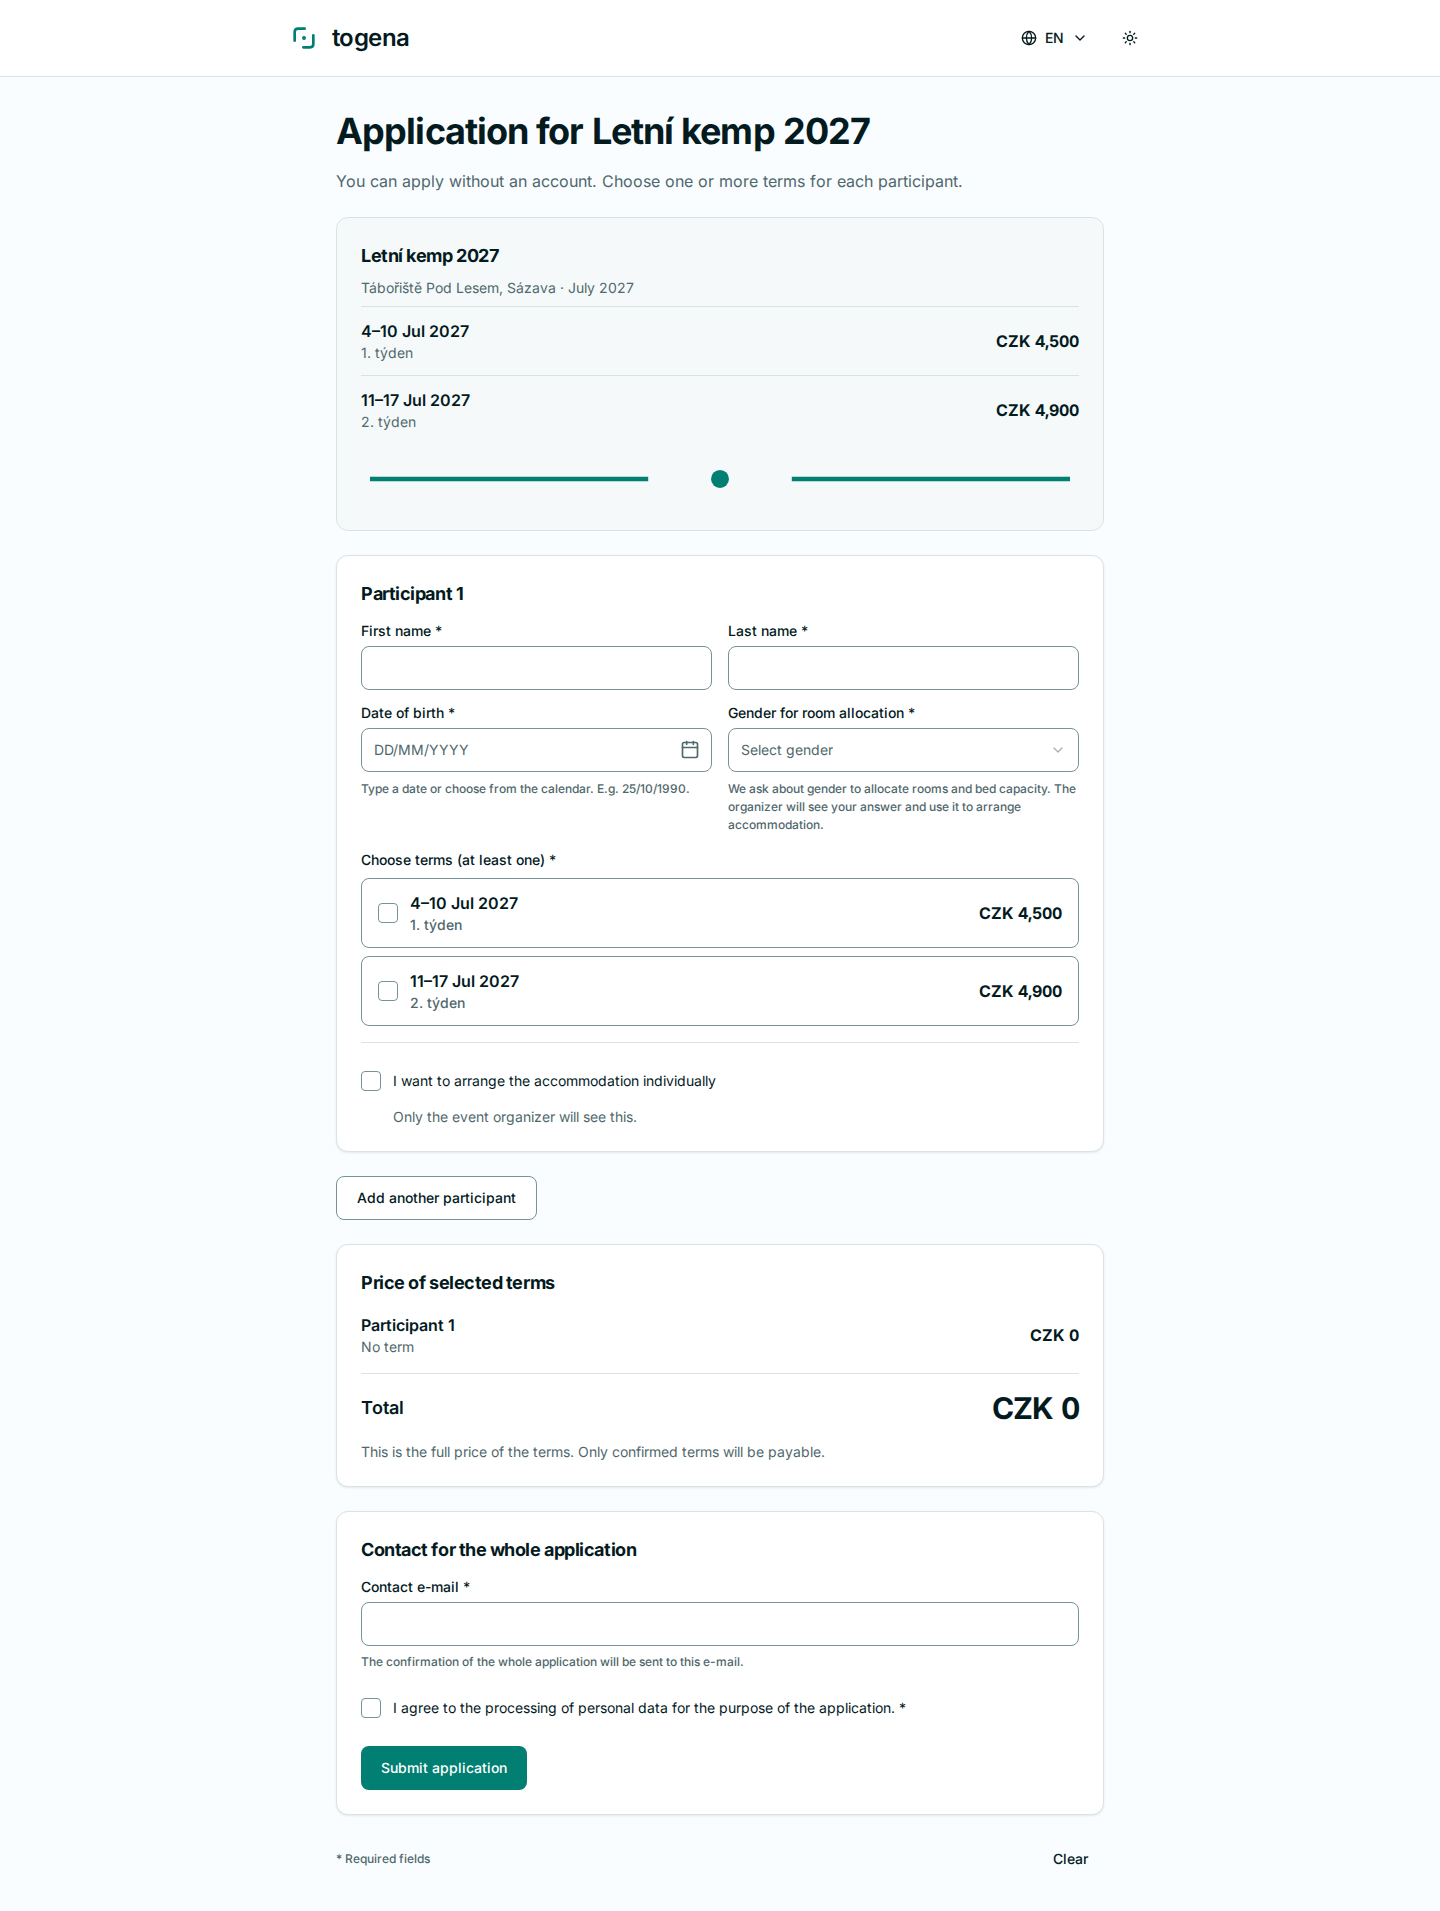 togena
EN
Application for Letní kemp 2027
You can apply without an account. Choose one or more terms for each participant.
Letní kemp 2027
Tábořiště Pod Lesem, Sázava · July 2027
4–10 Jul 2027
CZK 4,500
1. týden
11–17 Jul 2027
CZK 4,900
2. týden
Participant 1
First name *
Last name *
Date of birth *
Gender for room allocation *
DD/MM/YYYY
Select gender
Type a date or choose from the calendar. E.g. 25/10/1990.
We ask about gender to allocate rooms and bed capacity. The
organizer will see your answer and use it to arrange
accommodation.
Choose terms (at least one) *
4–10 Jul 2027
CZK 4,500
1. týden
11–17 Jul 2027
CZK 4,900
2. týden
I want to arrange the accommodation individually
Only the event organizer will see this.
Add another participant
Price of selected terms
Participant 1
CZK 0
No term
Total
CZK 0
This is the full price of the terms. Only confirmed terms will be payable.
Contact for the whole application
Contact e-mail *
The confirmation of the whole application will be sent to this e-mail.
I agree to the processing of personal data for the purpose of the application. *
Submit application
* Required fields
Clear